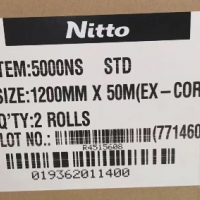 Nitto
TEM:5000NS STD
SIZE:1200MM X 50M(EX-COR
Q'TY:2 ROLLS
LOT NO.: (771460
R4515608
019362011400